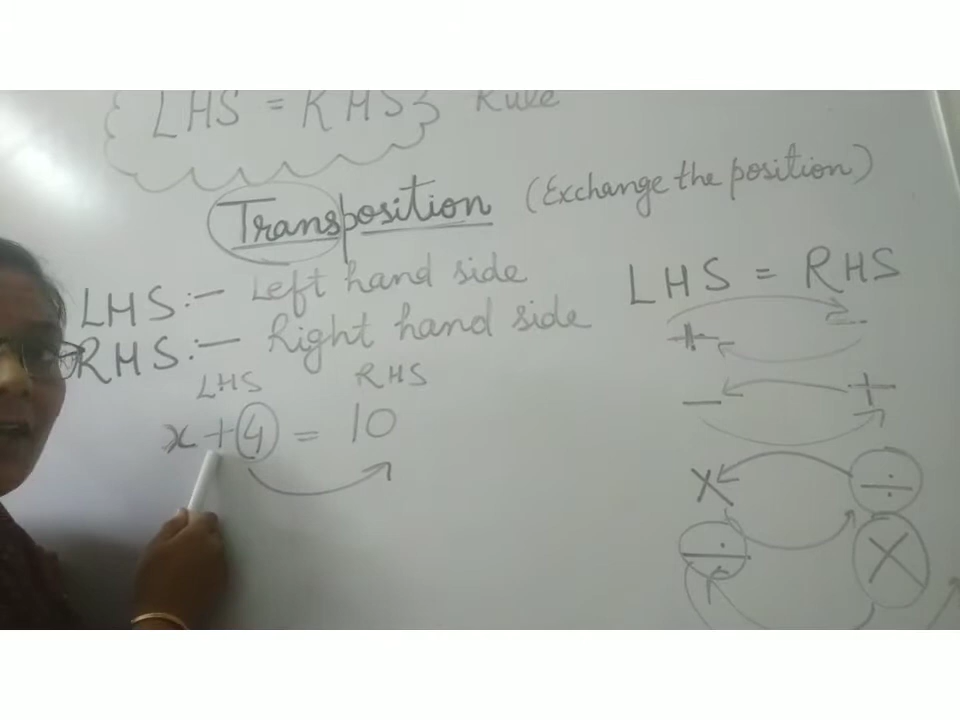 {LHS = RHS} Rule
Transposition (Exchange the position)
LHS:- Left hand side
RHS:- Right hand side
LHS = RHS
+ -
- +
× ÷
÷ ×
LHS RHS
x + 4 = 10